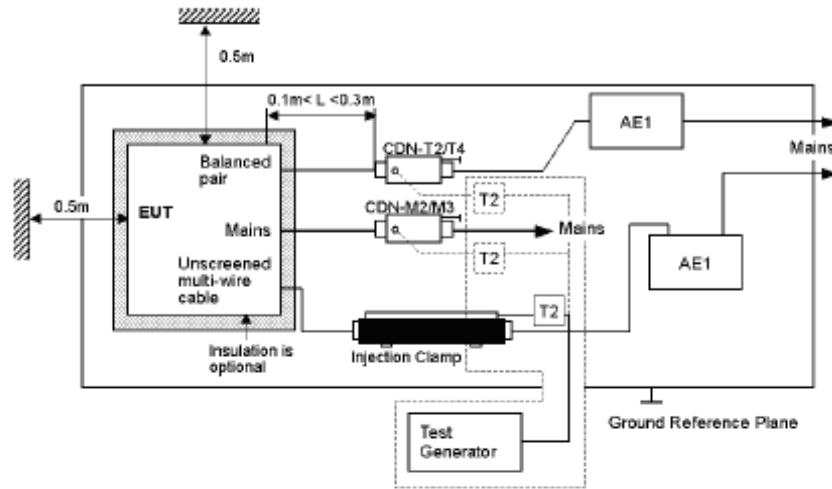 0.5m
0.1m< L <0.3m
AE1
CDN-T2/T4
Mains
Balanced
pair
T2
0.5m
EUT
CDN-M2/M3
Mains
Mains
T2
AE1
Unscreened
multi-wire
cable
T2
Insulation is
optional
Injection Clamp
Ground Reference Plane
Test
Generator